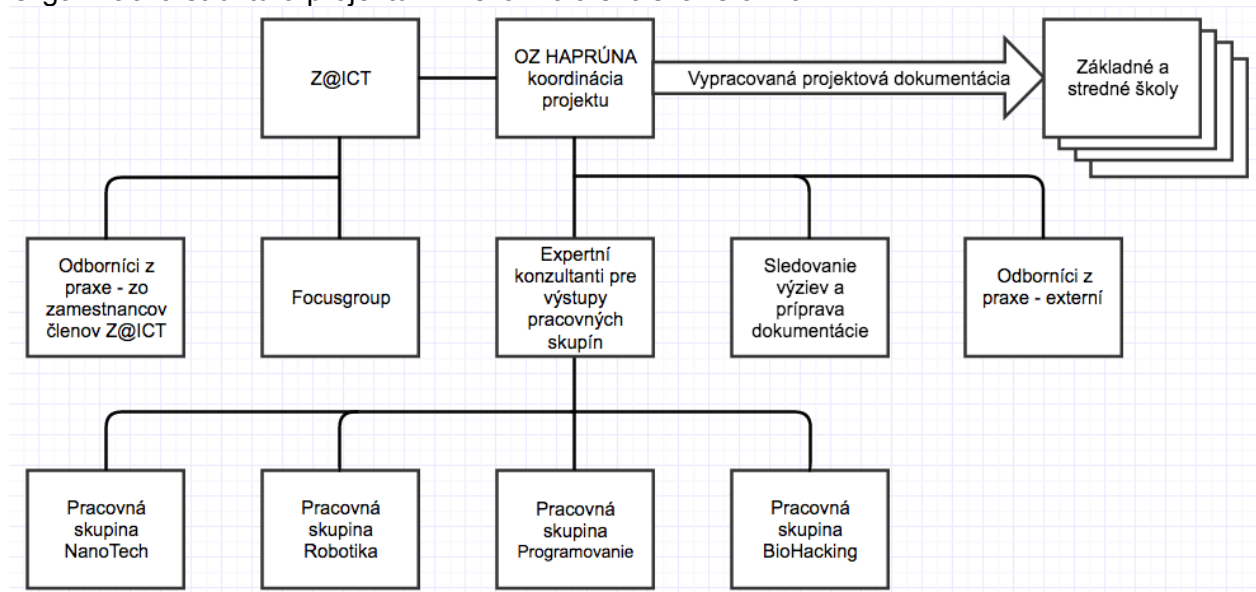 Z@ICT
OZ HAPRÚNA
koordinácia
projektu
Vypracovaná projektová dokumentácia
Základné a
stredné školy
Odborníci z
praxe - zo
zamestnancov
členov Z@ICT
Focusgroup
Expertní
konzultanti pre
výstupy
pracovných
skupín
Sledovanie
výziev a
príprava
dokumentácie
Odborníci z
praxe - externí
Pracovná
skupina
NanoTech
Pracovná
skupina
Robotika
Pracovná
skupina
Programovanie
Pracovná
skupina
BioHacking